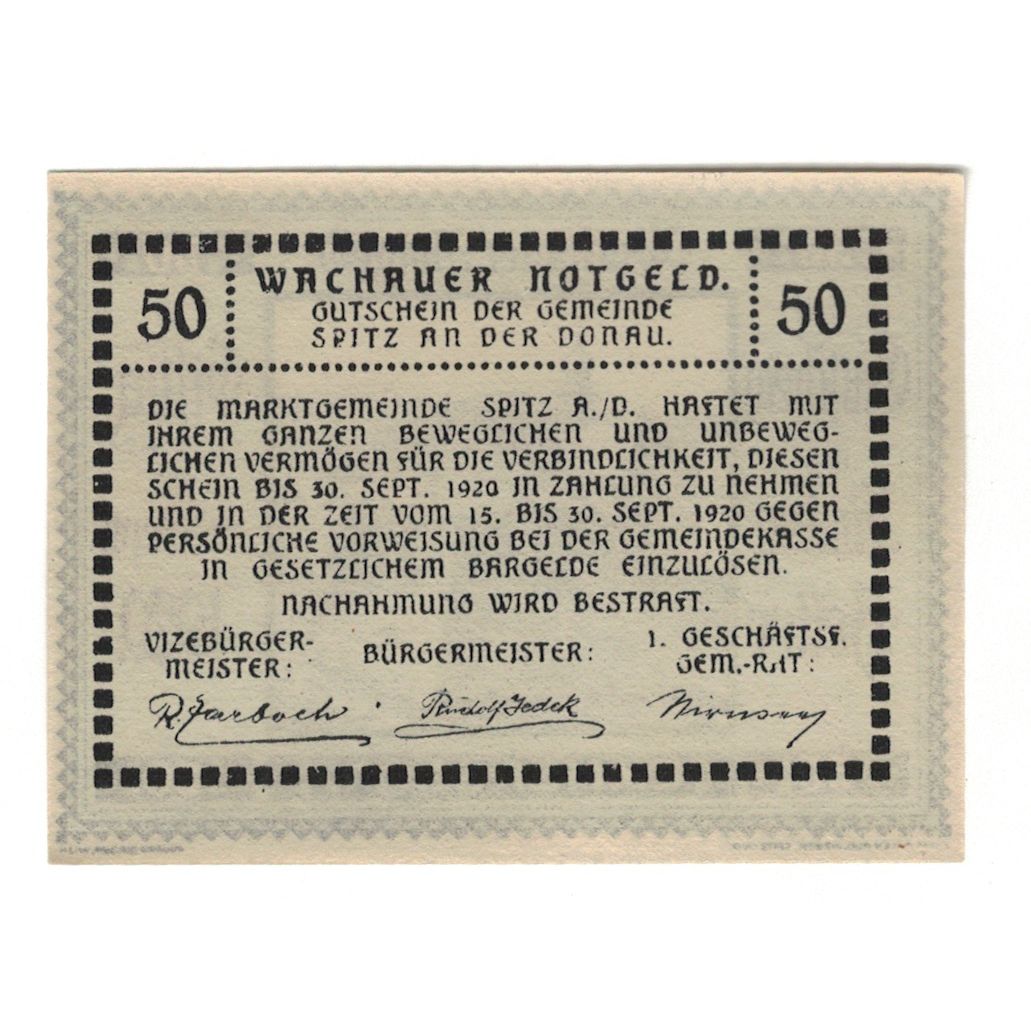 50
WACHAUER NOTGELD.
50
GUTSCHEIN DER GEMEINDE
SPITZ AN DER DONAU.
DIE MARKTGEMEINDE SPITZ A./D. HAFTET MIT
IHREM GANZEN BEWEGLICHEN UND UNBEWEG-
LICHEN VERMÖGEN FÜR DIE VERBINDLICHKEIT, DIESEN
SCHEIN BIS 30. SEPT. 1920 IN ZAHLUNG ZU NEHMEN
UND IN DER ZEIT VOM 15. BIS 30. SEPT. 1920 GEGEN
PERSÖNLICHE VORWEISUNG BEI DER GEMEINDEKASSE
IN GESETZLICHEM BARGELDE EINZULÖSEN.
NACHAHMUNG WIRD BESTRAFT.
VIZEBÜRGER-
MEISTER:
BÜRGERMEISTER:
1. GESCHÄFTSF.
GEM.-RAT:
Rudolf Jedek